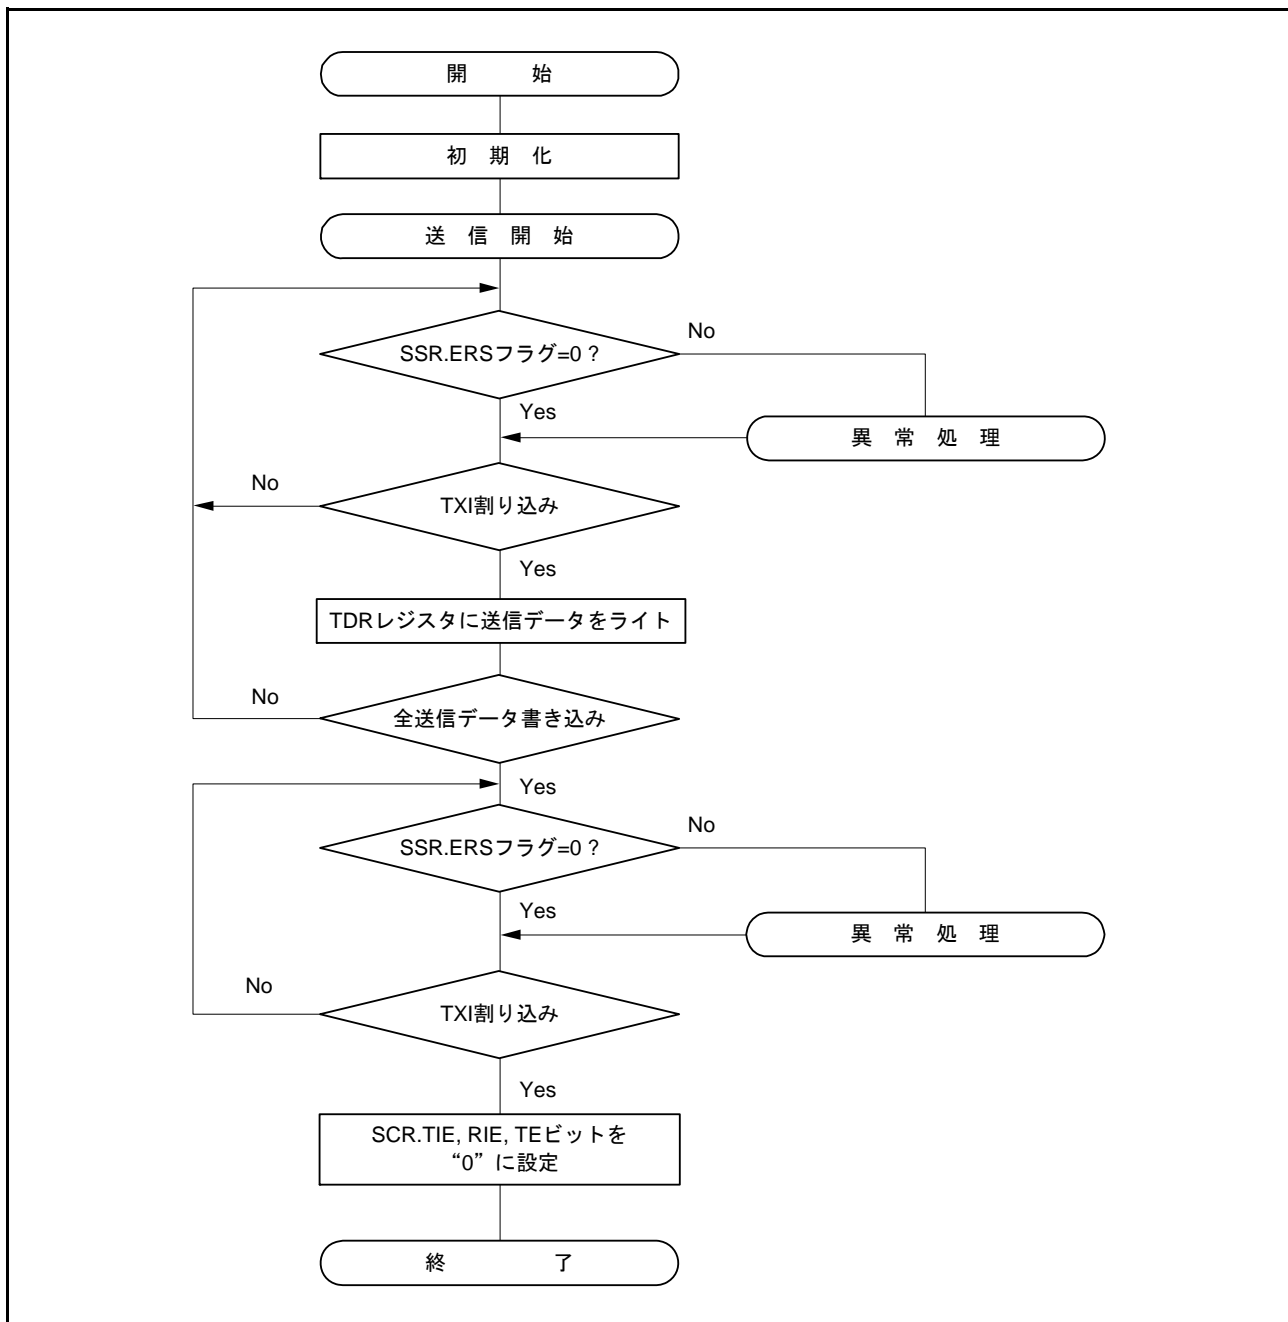 開 始
初 期 化
送 信 開 始
SSR.ERSフラグ=0 ?
No
Yes
異 常 処 理
No
TXI割り込み
Yes
TDRレジスタに送信データをライト
No
全送信データ書き込み
Yes
SSR.ERSフラグ=0 ?
No
Yes
異 常 処 理
No
TXI割り込み
Yes
SCR.TIE, RIE, TEビットを
“0” に設定
終 了